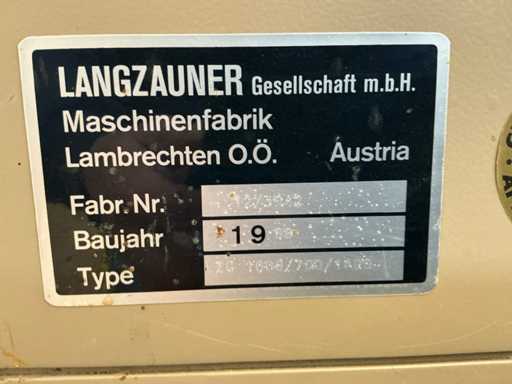 LANGZAUNER Gesellschaft m.b.H.
Maschinenfabrik
Lambrechten O.Ö. Austria
Fabr. Nr.
Baujahr 19
Type